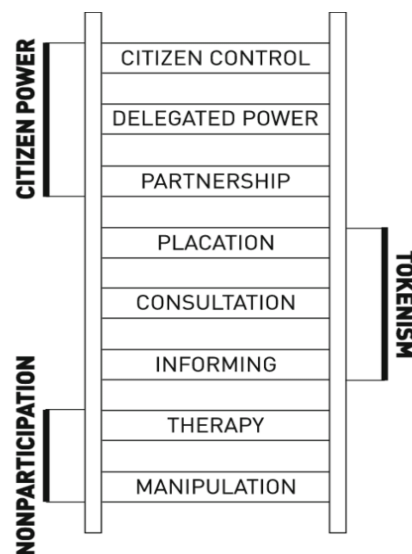 CITIZEN POWER
CITIZEN CONTROL
DELEGATED POWER
PARTNERSHIP
PLACATION
CONSULTATION
INFORMING
TOKENISM
THERAPY
MANIPULATION
NONPARTICIPATION